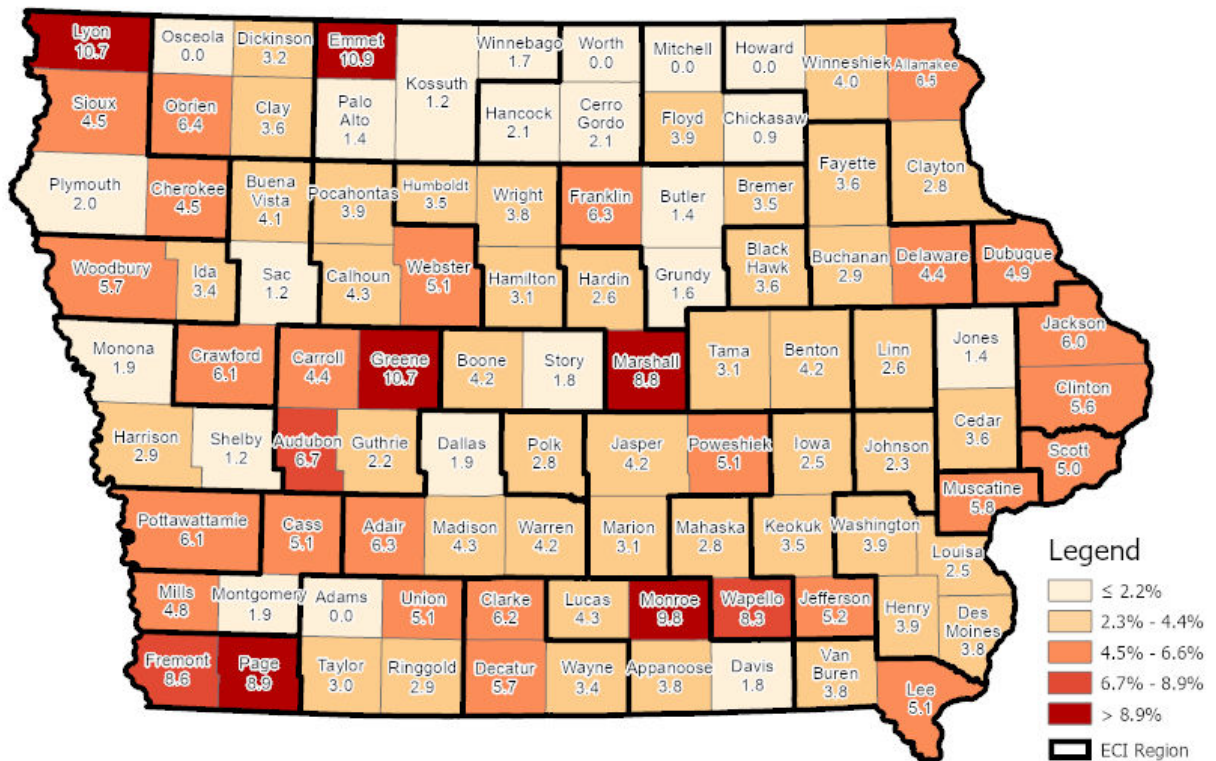 Lyon
10.7
Osceola
0.0
Dickinson
3.2
Emmet
10.9
Kossuth
1.2
Winnebago
1.7
Worth
0.0
Mitchell
0.0
Howard
0.0
Winneshiek
4.0
Allamakee
6.5
Sioux
4.5
Obrien
6.4
Clay
3.6
Palo
Alto
1.4
Hancock
2.1
Cerro
Gordo
2.1
Floyd
3.9
Chickasaw
0.9
Fayette
3.6
Clayton
2.8
Plymouth
2.0
Cherokee
4.5
Buena
Vista
4.1
Pocahontas
3.9
Humboldt
3.5
Wright
3.8
Franklin
6.3
Butler
1.4
Bremer
3.5
Woodbury
5.7
Ida
3.4
Sac
1.2
Calhoun
4.3
Webster
5.1
Hamilton
3.1
Hardin
2.6
Grundy
1.6
Black
Hawk
3.6
Buchanan
2.9
Delaware
4.4
Dubuque
4.9
Monona
1.9
Crawford
6.1
Carroll
4.4
Greene
10.7
Boone
4.2
Story
1.8
Marshall
8.8
Tama
3.1
Benton
4.2
Linn
2.6
Jones
1.4
Jackson
6.0
Clinton
5.6
Harrison
2.9
Shelby
1.2
Audubon
6.7
Guthrie
2.2
Dallas
1.9
Polk
2.8
Jasper
4.2
Poweshiek
5.1
Iowa
2.5
Johnson
2.3
Cedar
3.6
Scott
5.0
Muscatine
5.8
Pottawattamie
6.1
Cass
5.1
Adair
6.3
Madison
4.3
Warren
4.2
Marion
3.1
Mahaska
2.8
Keokuk
3.5
Washington
3.9
Louisa
2.5
Mills
4.8
Montgomery
1.9
Adams
0.0
Union
5.1
Clarke
6.2
Lucas
4.3
Monroe
9.8
Wapello
8.3
Jefferson
5.2
Henry
3.9
Des
Moines
3.8
Fremont
8.6
Page
8.9
Taylor
3.0
Ringgold
2.9
Decatur
5.7
Wayne
3.4
Appanoose
3.8
Davis
1.8
Van
Buren
3.8
Lee
5.1
Legend
≤ 2.2%
2.3% - 4.4%
4.5% - 6.6%
6.7% - 8.9%
> 8.9%
ECI Region